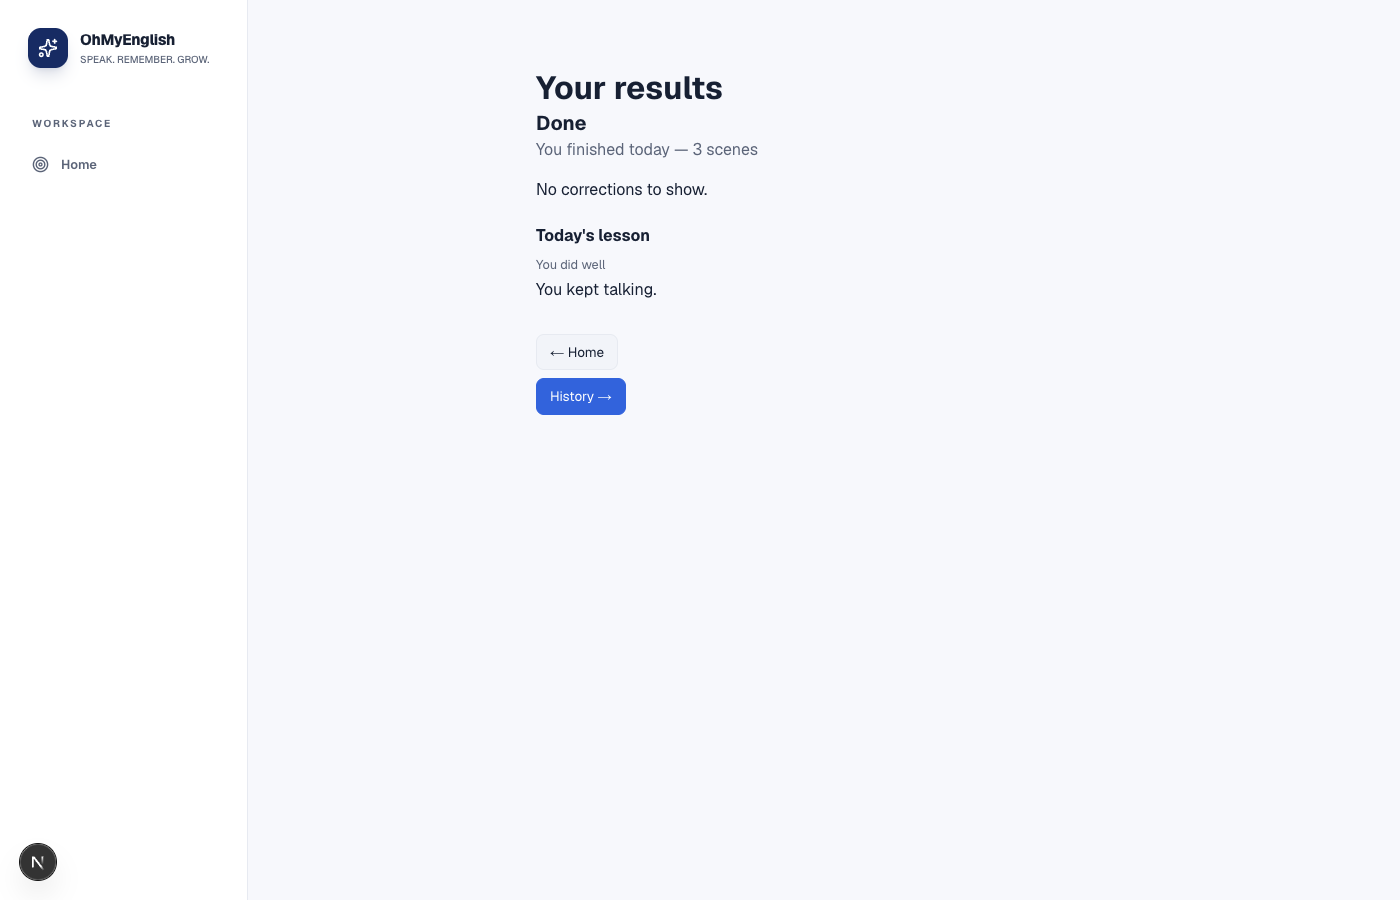 OhMyEnglish
SPEAK. REMEMBER. GROW.
WORKSPACE
Home
Your results
Done
You finished today — 3 scenes
No corrections to show.
Today's lesson
You did well
You kept talking.
← Home
History →
N